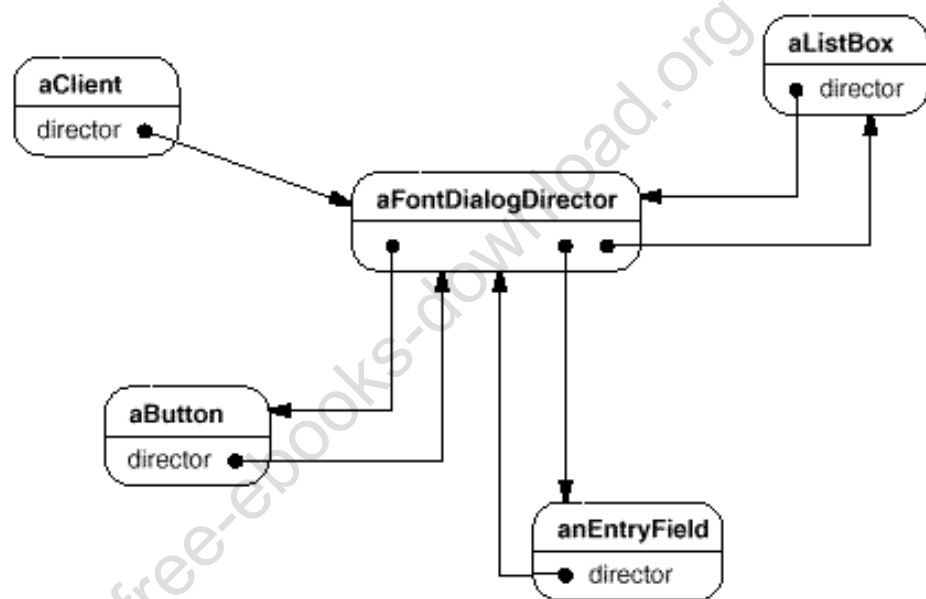 aListBox
director
aClient
director
aFontDialogDirector
aButton
director
anEntryField
director
free-ebooks-download.org